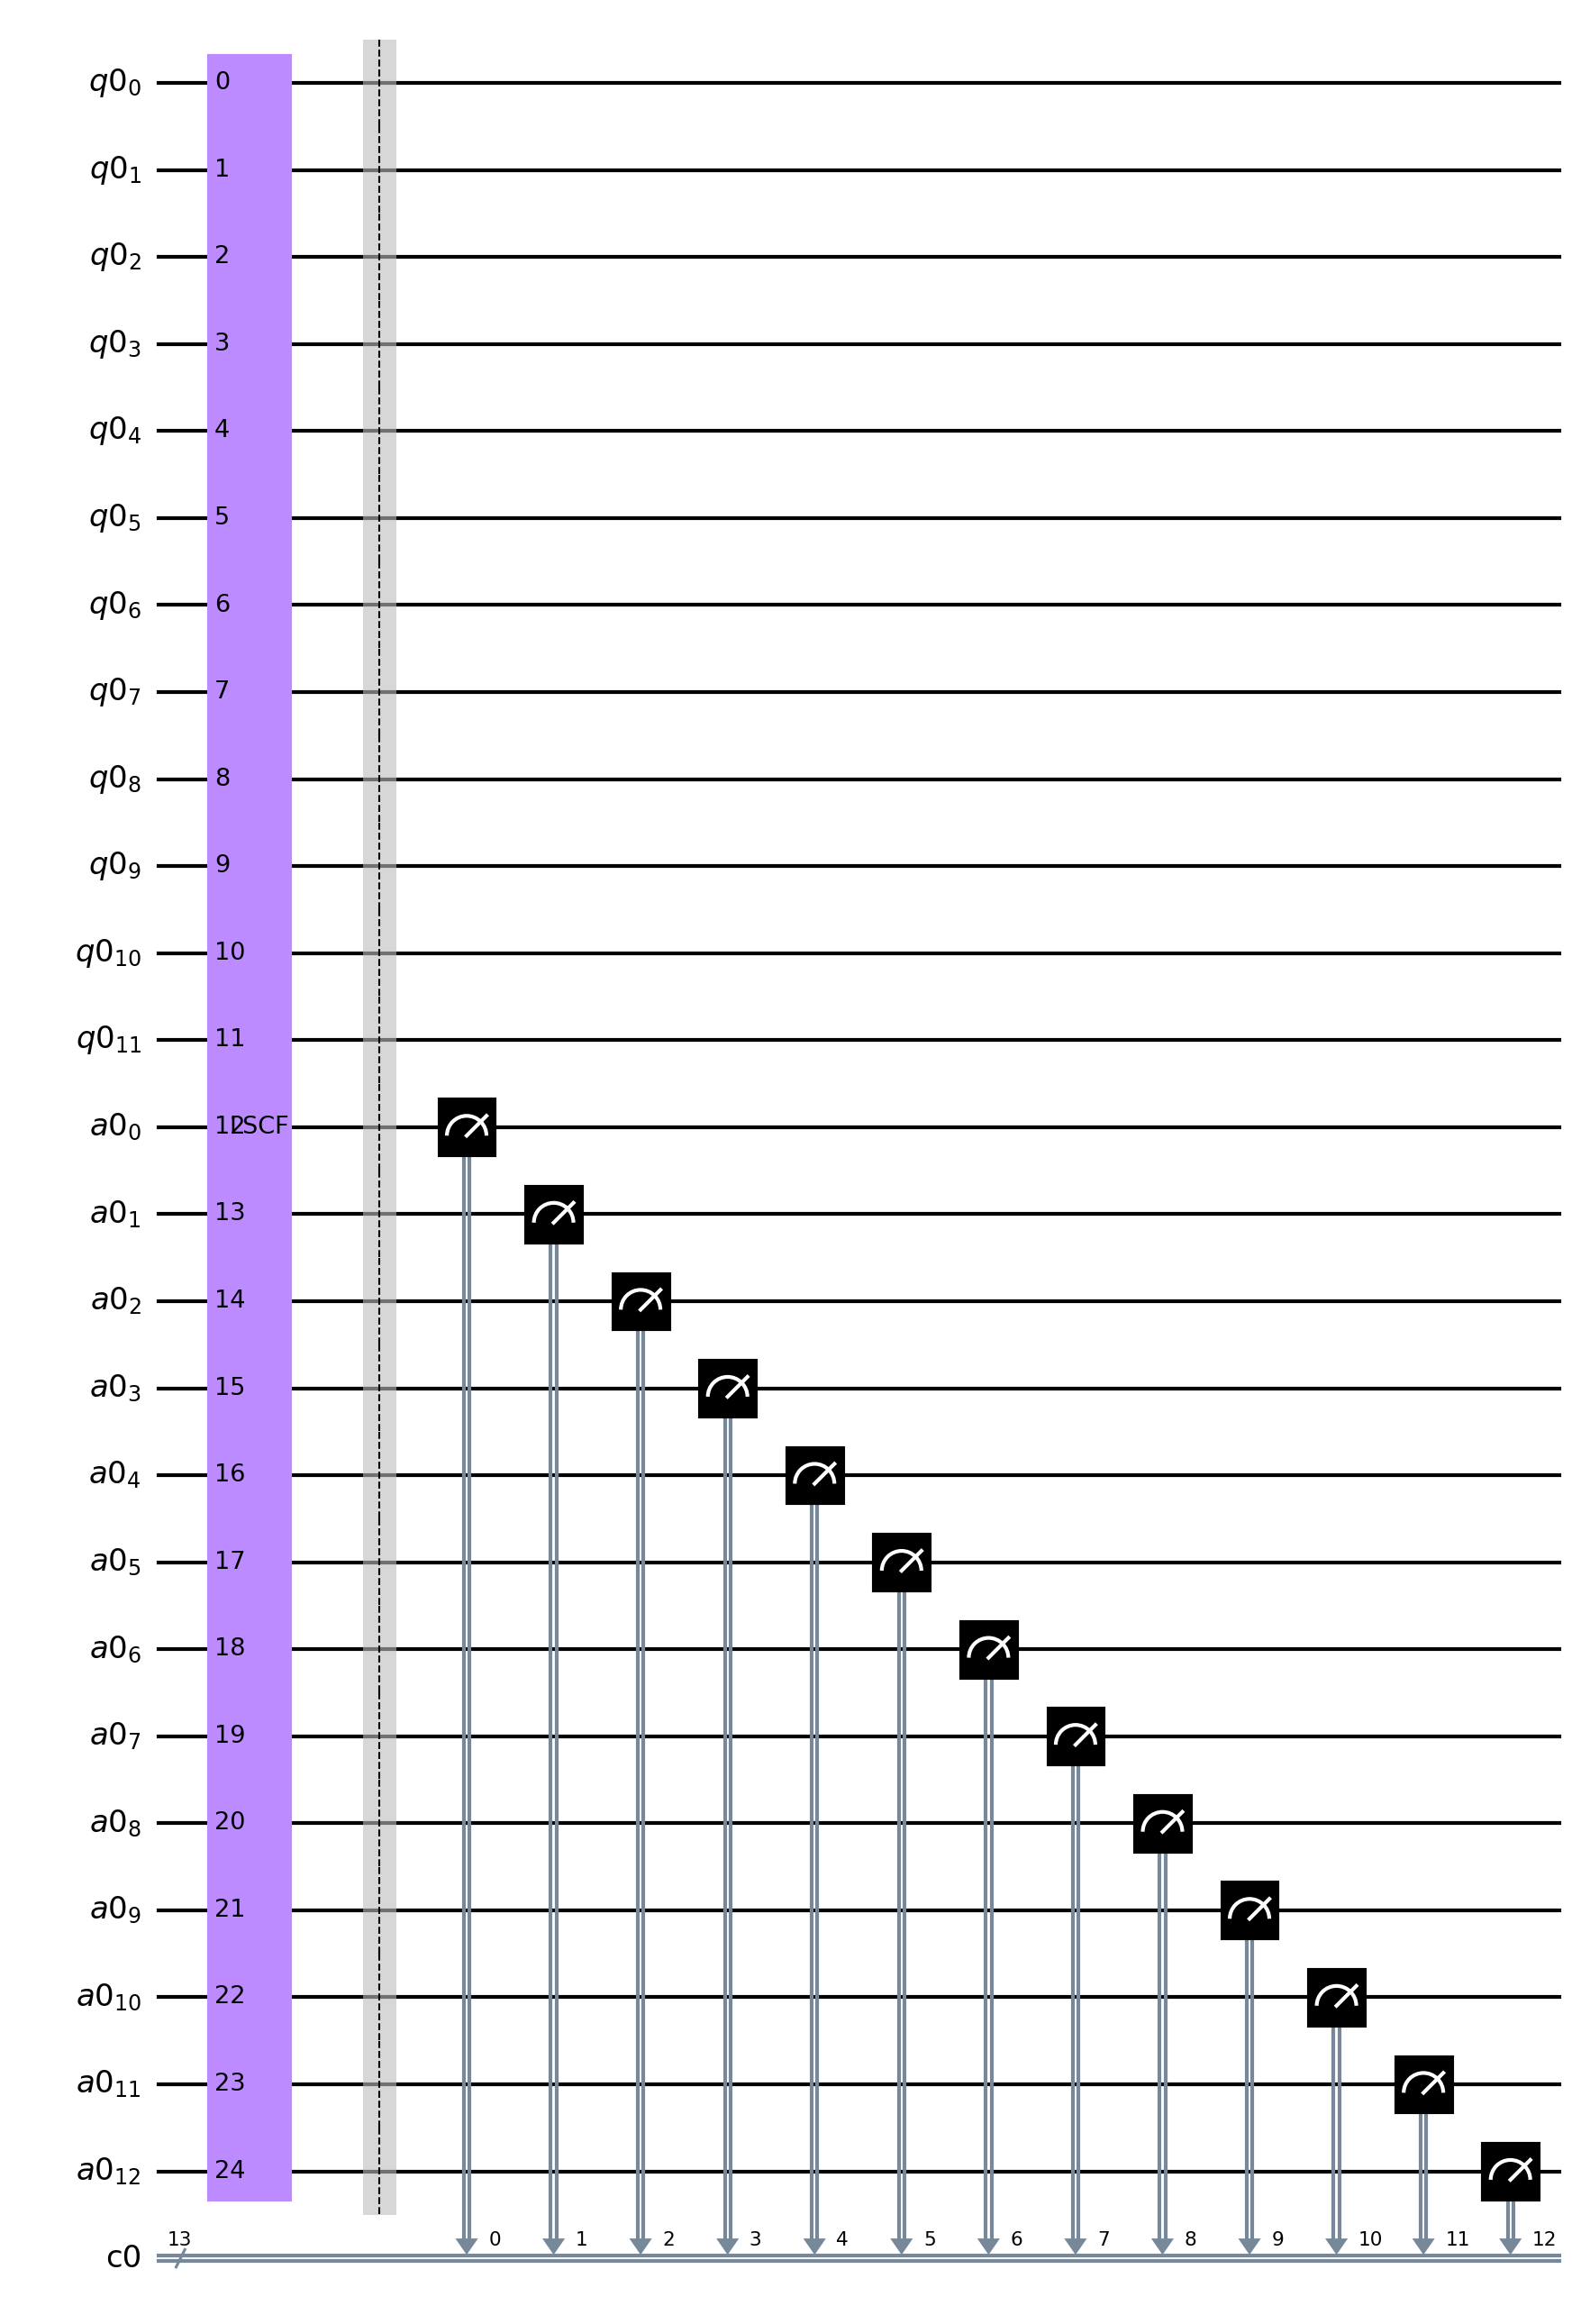 q0₀ 0
q0₁ 1
q0₂ 2
q0₃ 3
q0₄ 4
q0₅ 5
q0₆ 6
q0₇ 7
q0₈ 8
q0₉ 9
q0₁₀ 10
q0₁₁ 11
a0₀ 12 LSCF
a0₁ 13
a0₂ 14
a0₃ 15
a0₄ 16
a0₅ 17
a0₆ 18
a0₇ 19
a0₈ 20
a0₉ 21
a0₁₀ 22
a0₁₁ 23
a0₁₂ 24
13 0 1 2 3 4 5 6 7 8 9 10 11 12
c0